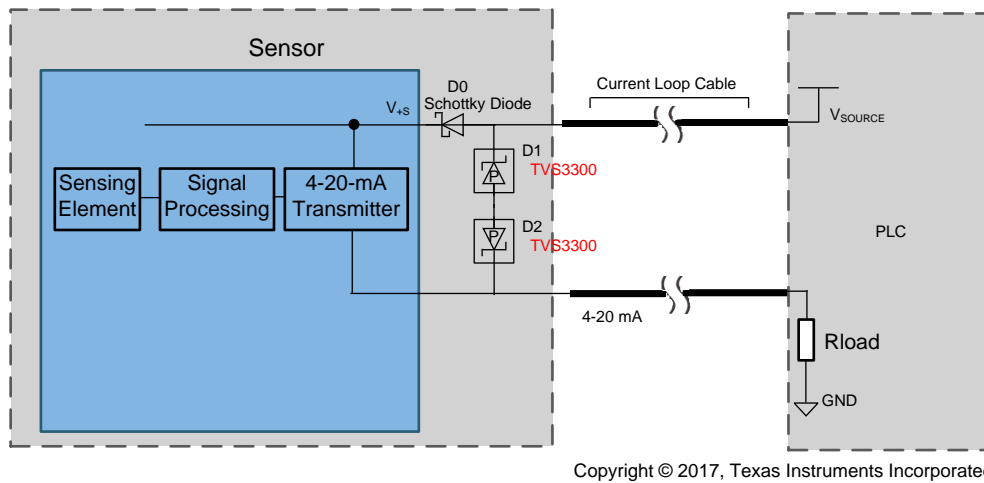 Sensor
D0
Schottky Diode
V+S
Current Loop Cable
VSOURCE
D1
TVS3300
P
Sensing
Element
Signal
Processing
4-20-mA
Transmitter
D2
TVS3300
P
PLC
4-20 mA
Rload
GND
Copyright © 2017, Texas Instruments Incorporate